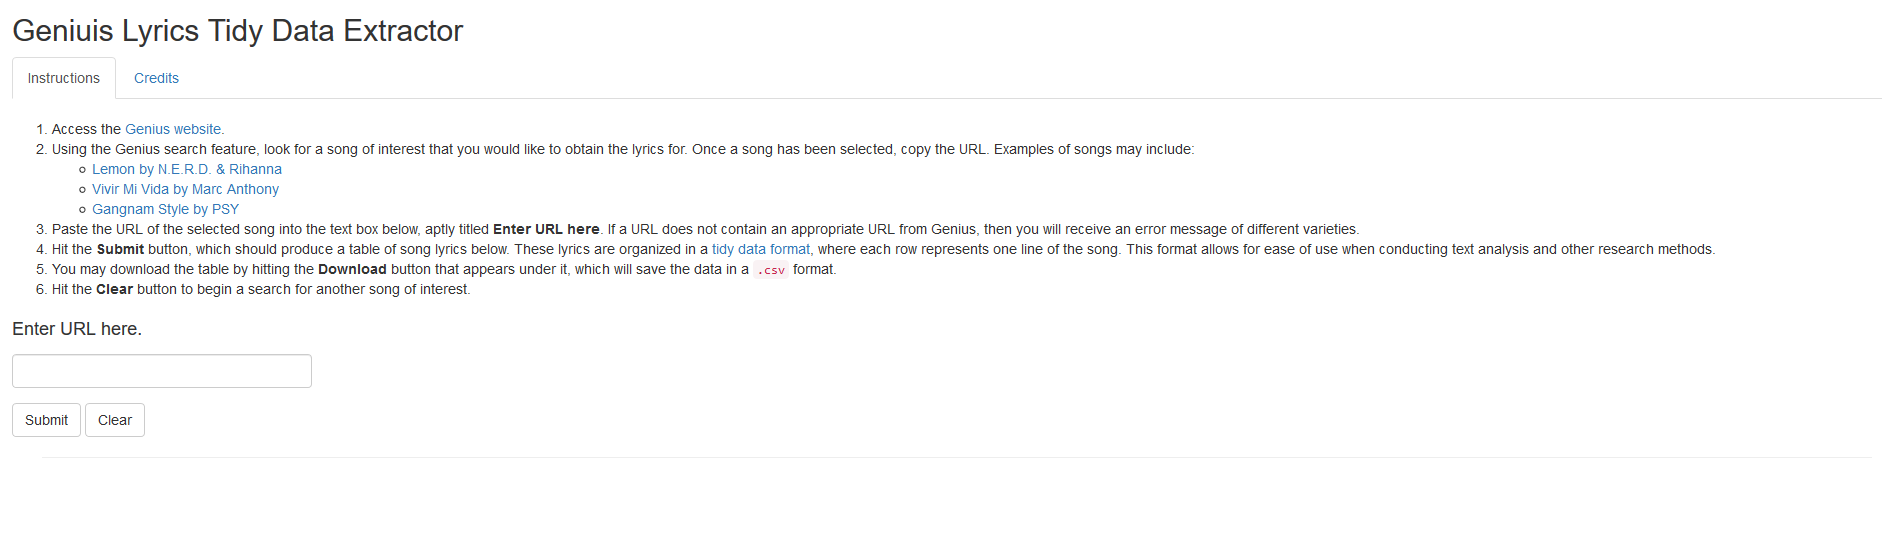 Geniuis Lyrics Tidy Data Extractor
Instructions
Credits
1. Access the Genius website.
2. Using the Genius search feature, look for a song of interest that you would like to obtain the lyrics for. Once a song has been selected, copy the URL. Examples of songs may include:
Lemon by N.E.R.D. & Rihanna
Vivir Mi Vida by Marc Anthony
Gangnam Style by PSY
3. Paste the URL of the selected song into the text box below, aptly titled Enter URL here. If a URL does not contain an appropriate URL from Genius, then you will receive an error message of different varieties.
4. Hit the Submit button, which should produce a table of song lyrics below. These lyrics are organized in a tidy data format, where each row represents one line of the song. This format allows for ease of use when conducting text analysis and other research methods.
5. You may download the table by hitting the Download button that appears under it, which will save the data in a .csv format.
6. Hit the Clear button to begin a search for another song of interest.
Enter URL here.
Submit
Clear